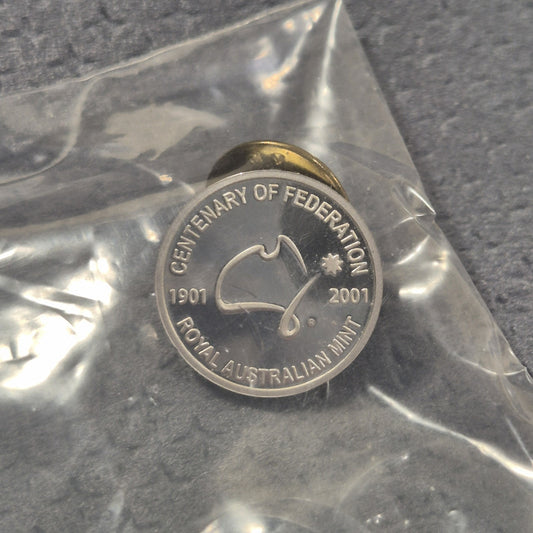 CENTENARY OF FEDERATION
1901 2001
ROYAL AUSTRALIAN MINT